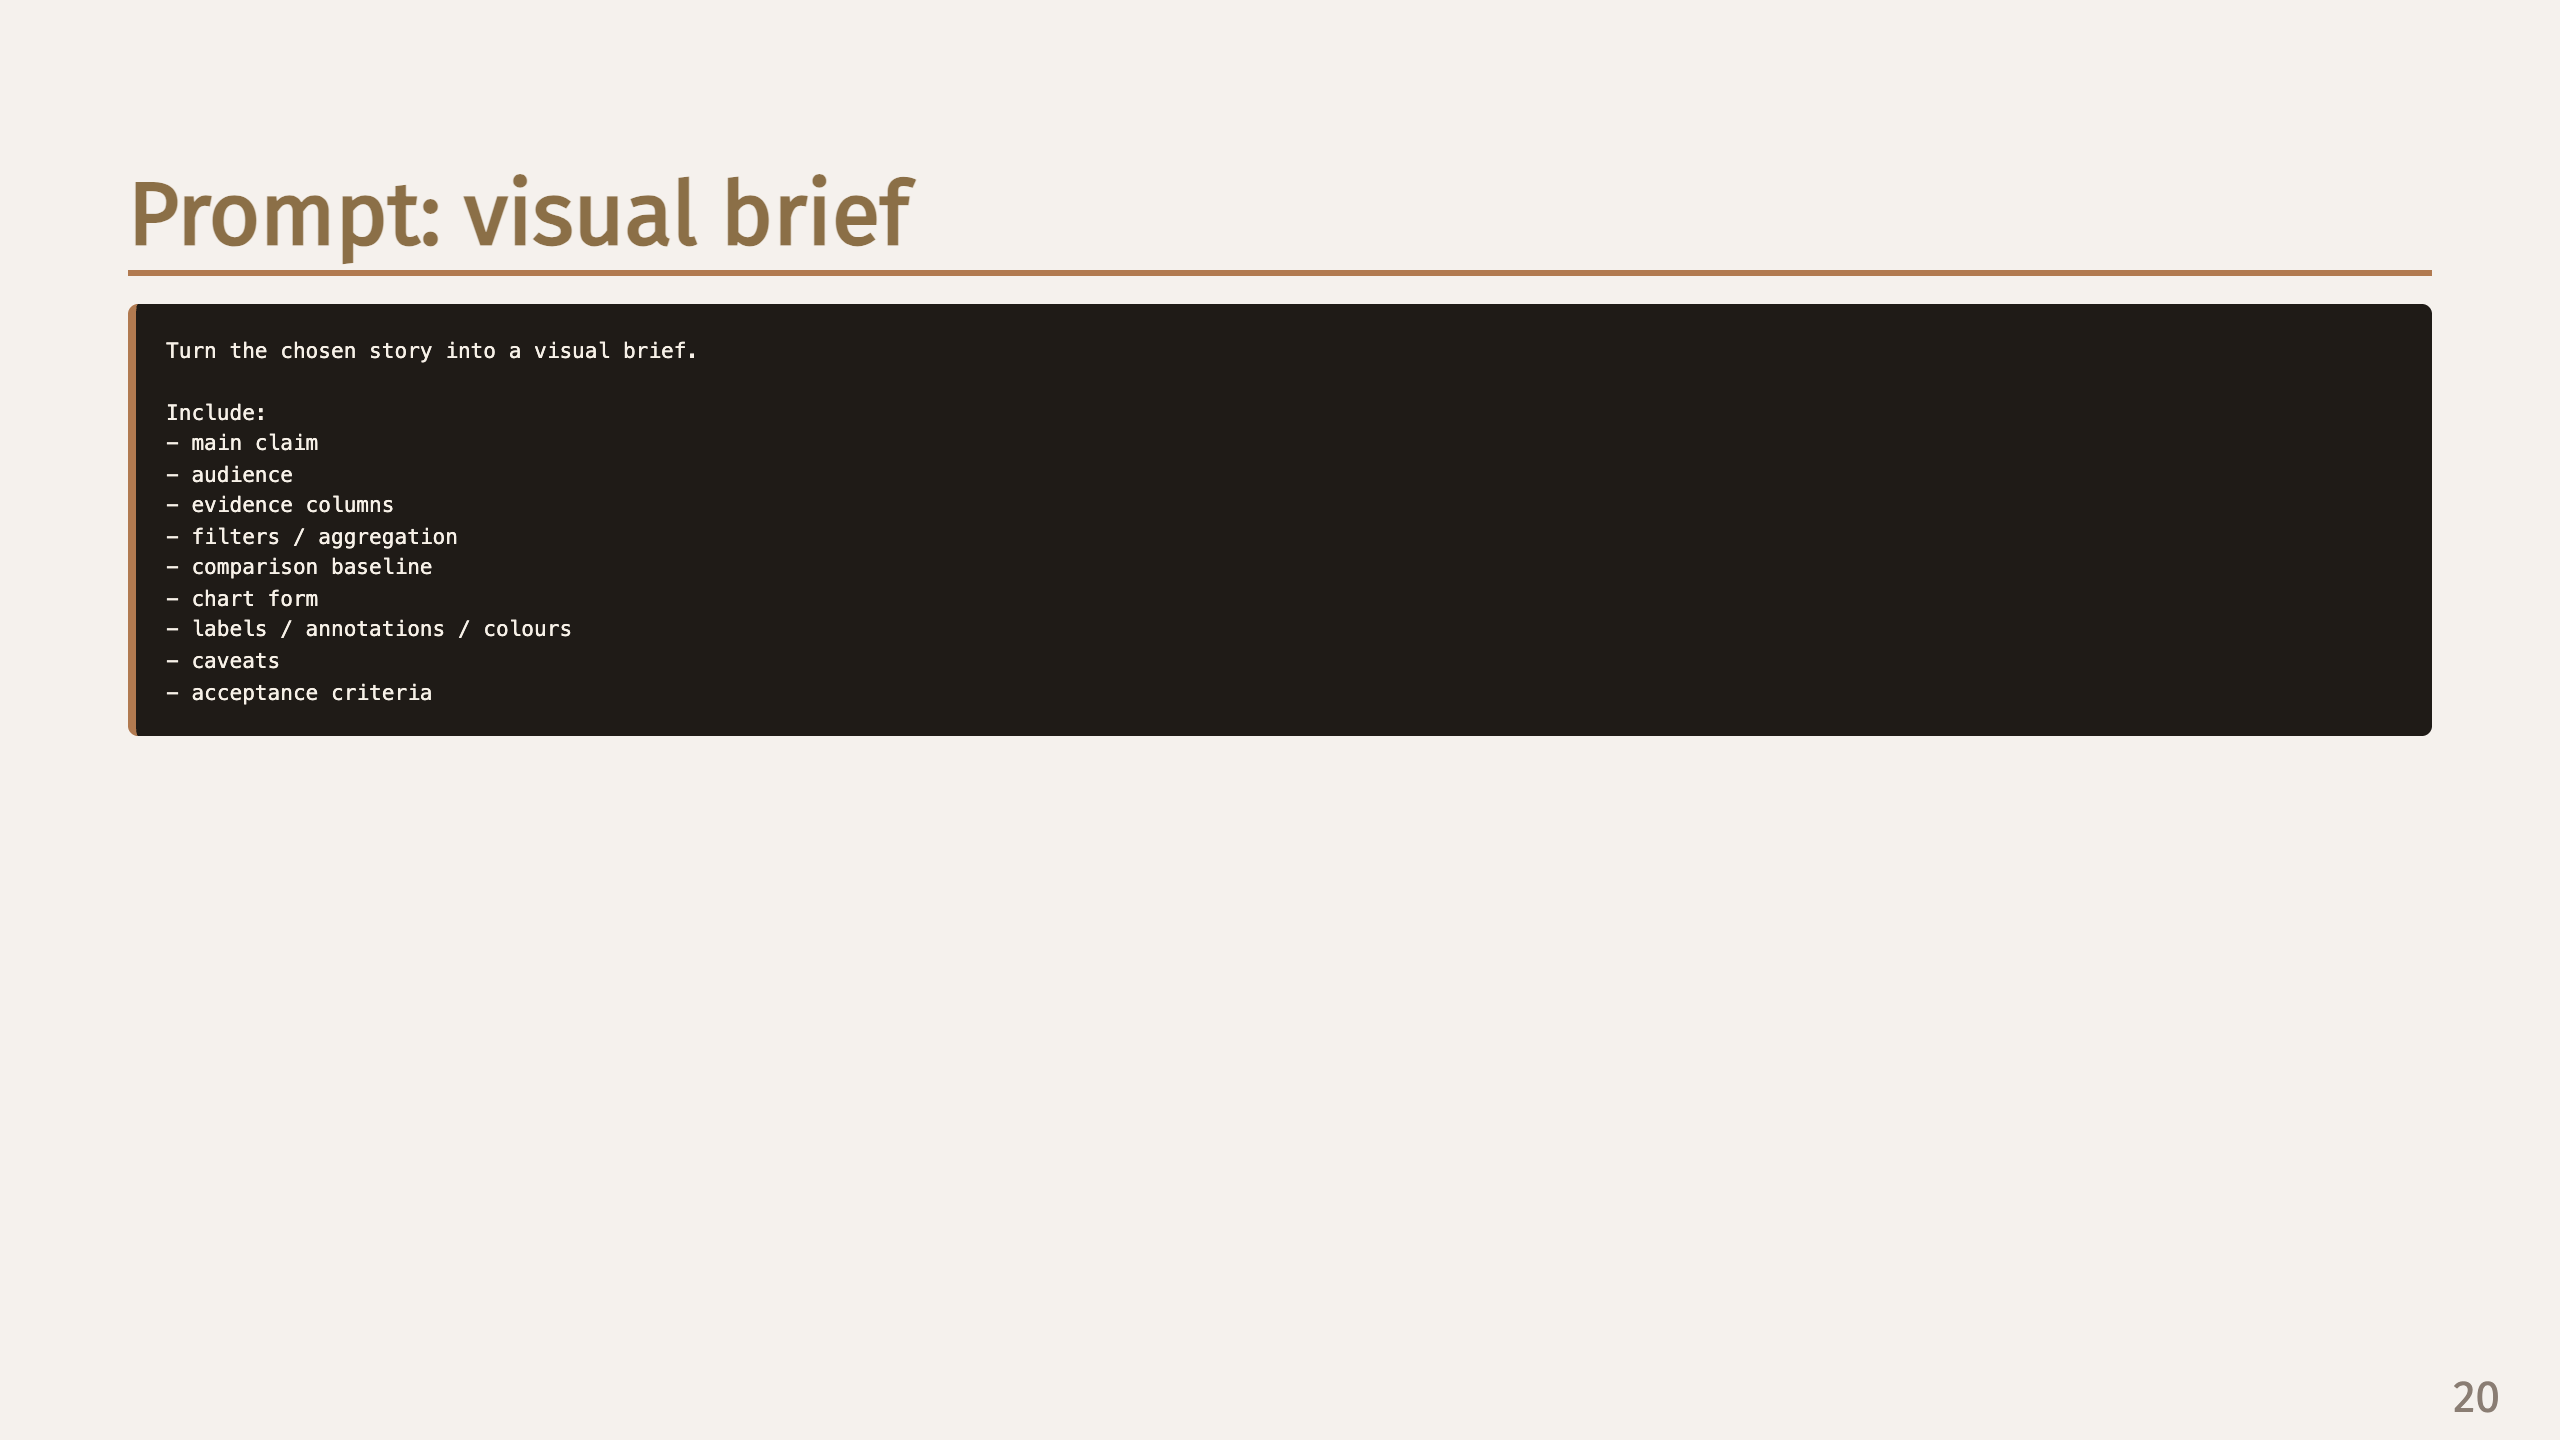 Prompt: visual brief
Turn the chosen story into a visual brief.
Include:
- main claim
- audience
- evidence columns
- filters / aggregation
- comparison baseline
- chart form
- labels / annotations / colours
- caveats
- acceptance criteria
20